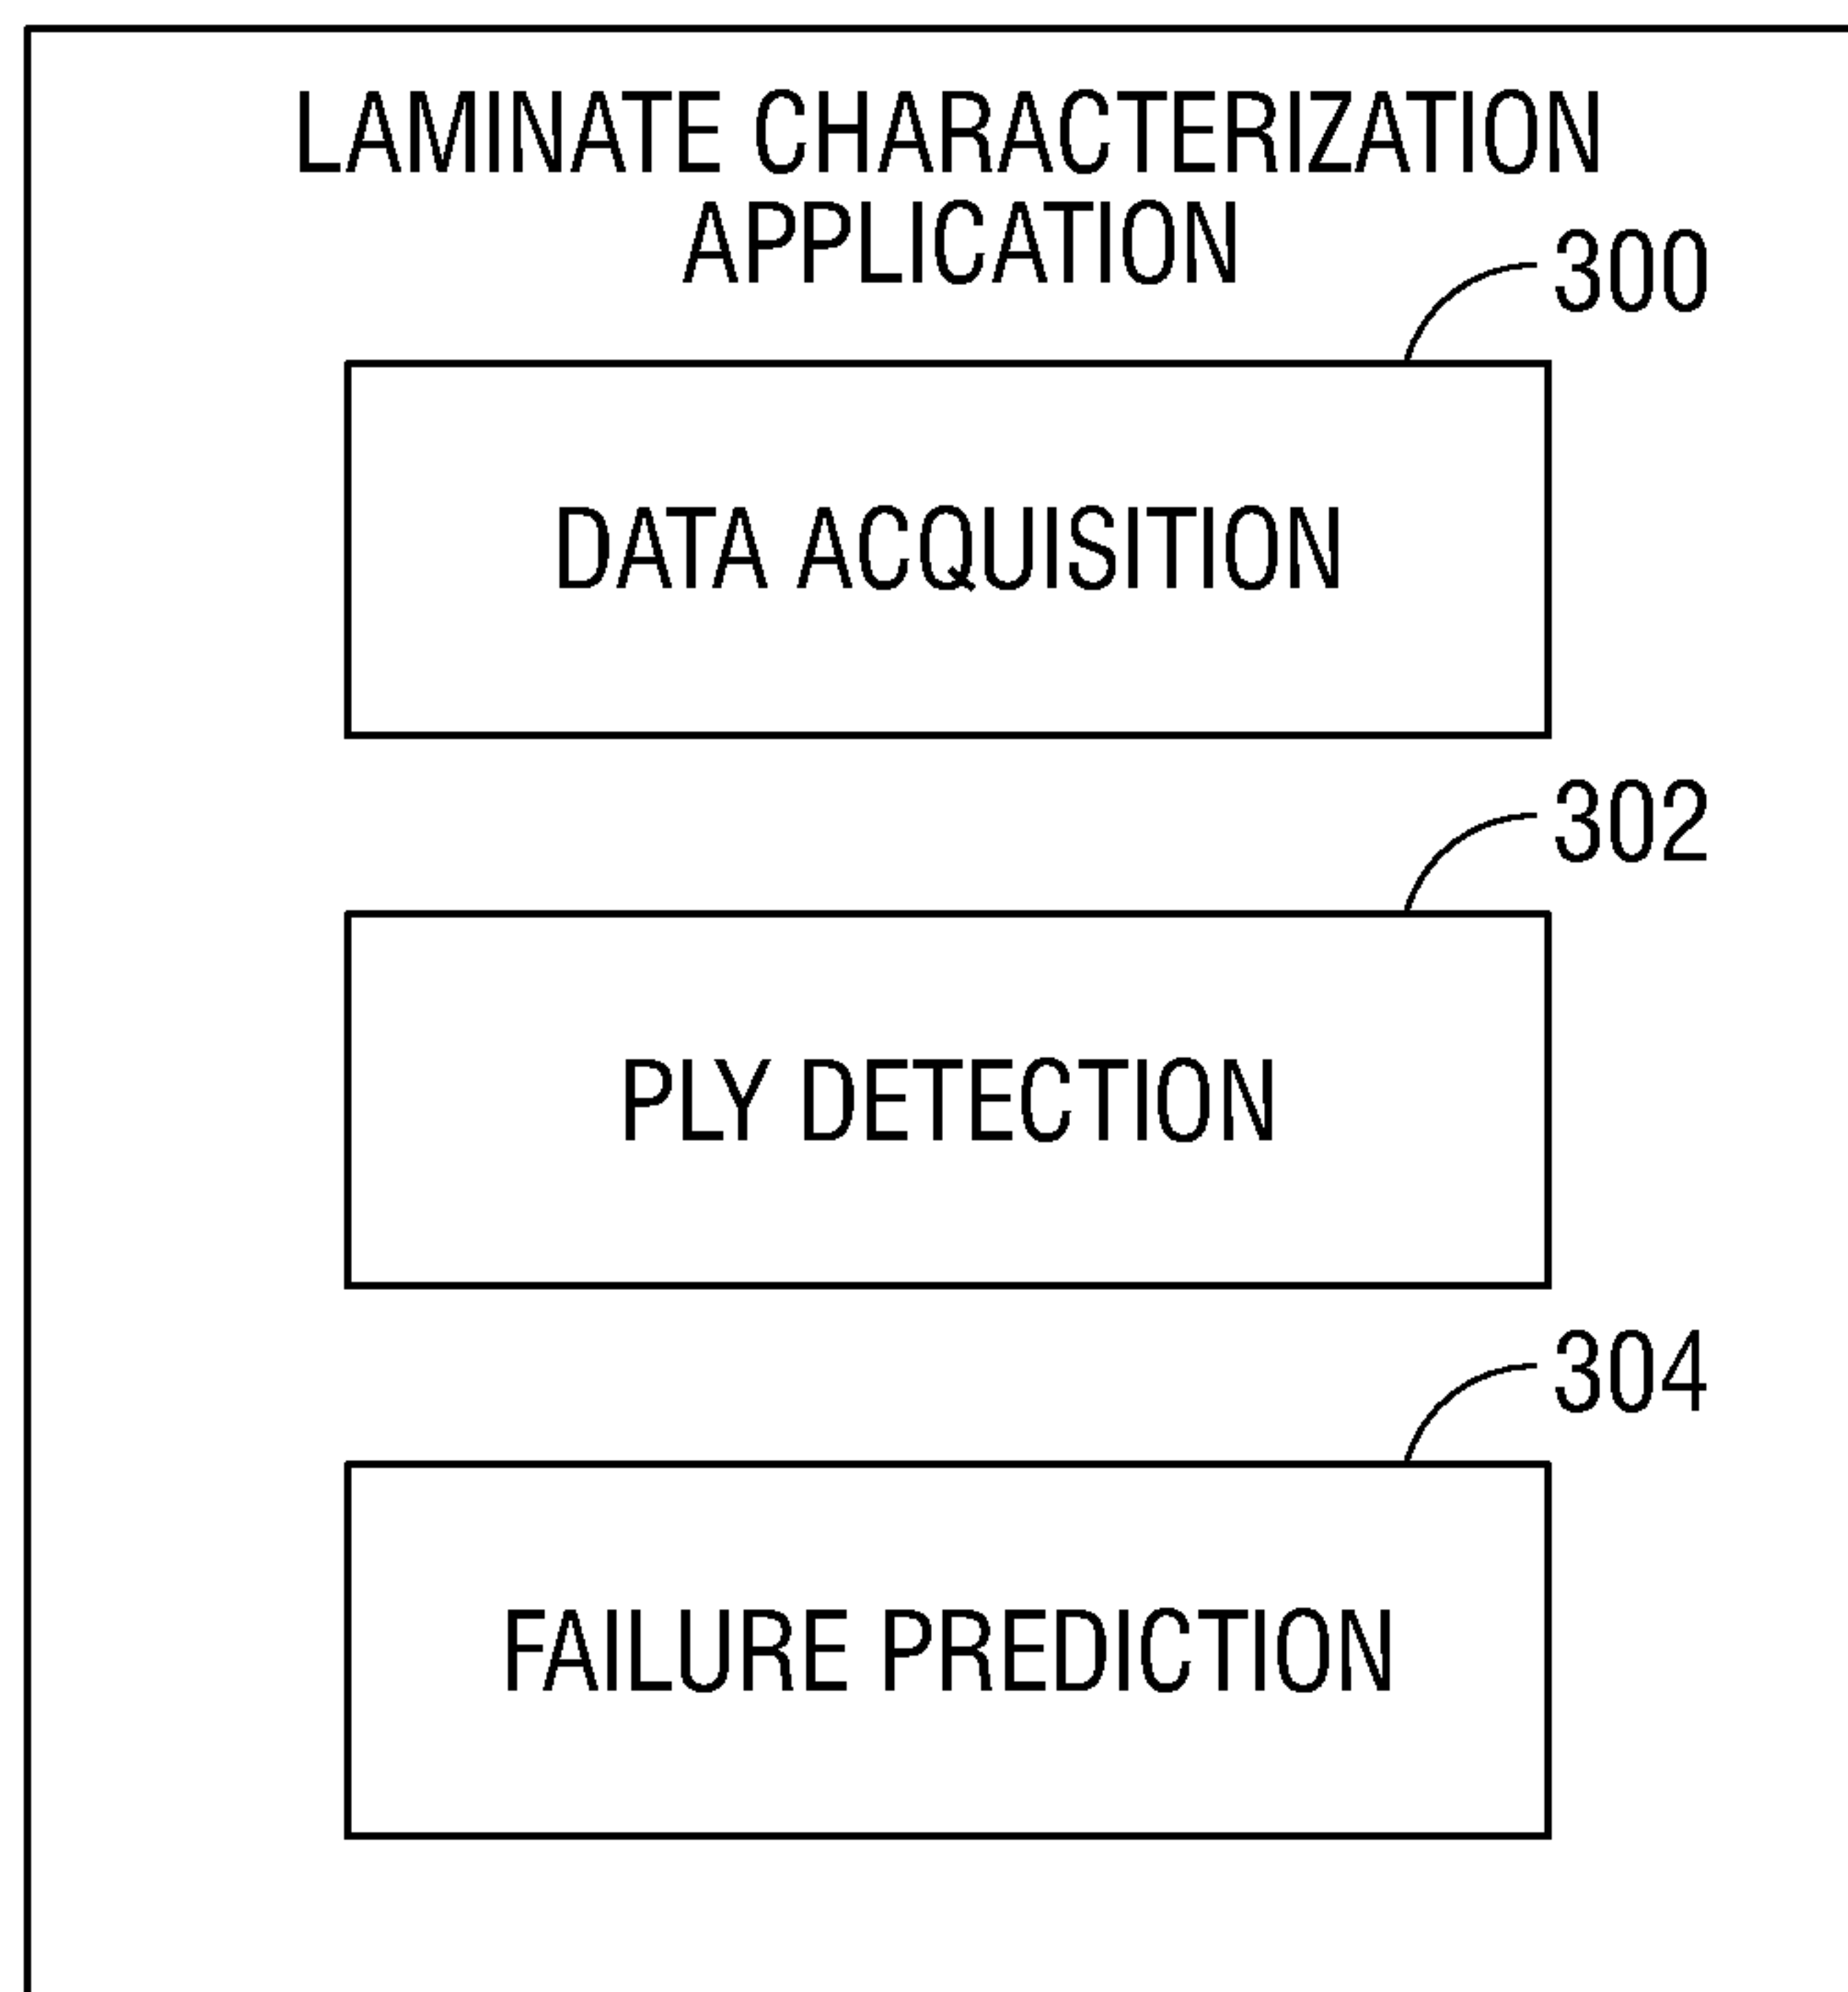 LAMINATE CHARACTERIZATION
APPLICATION
300
DATA ACQUISITION
302
PLY DETECTION
304
FAILURE PREDICTION